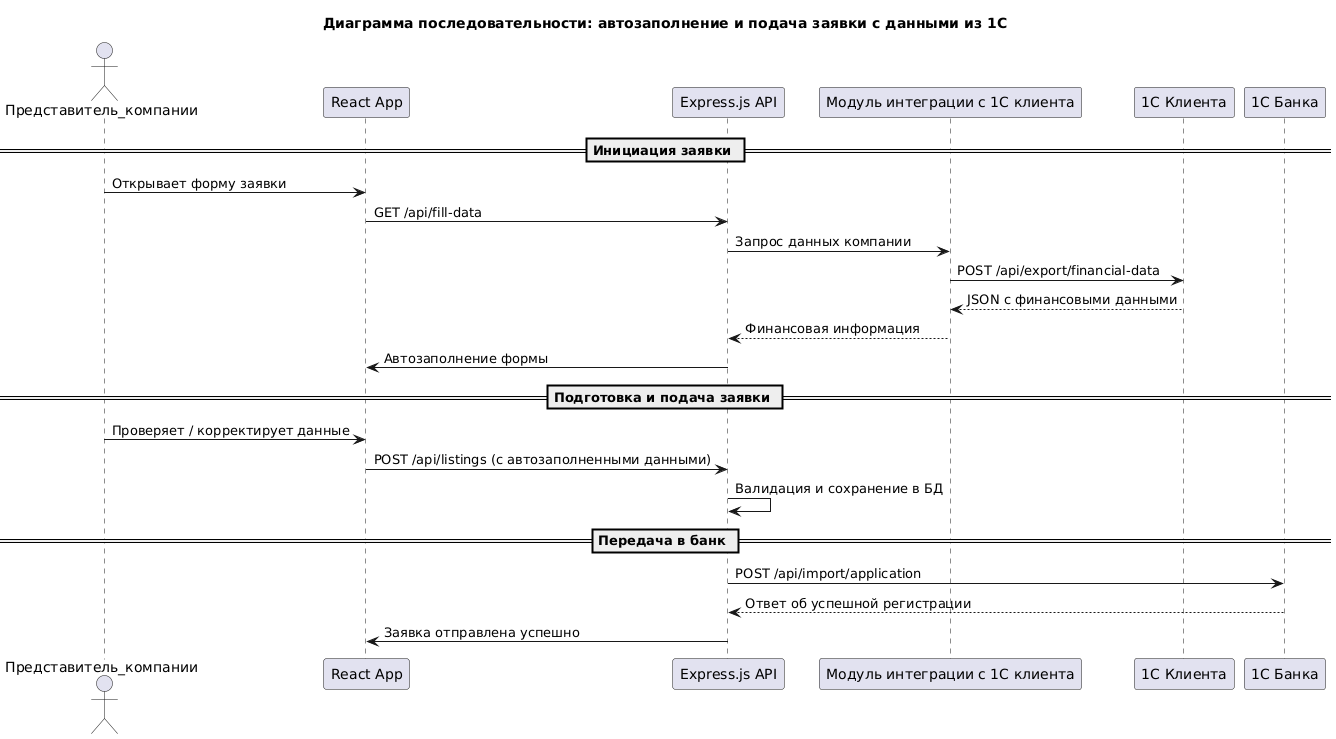 Диаграмма последовательности: автозаполнение и подача заявки с данными из 1С
Представитель_компании
React App
Express.js API
Модуль интеграции с 1С клиента
1С Клиента
1С Банка
Инициация заявки
Открывает форму заявки
GET /api/fill-data
Запрос данных компании
POST /api/export/financial-data
JSON с финансовыми данными
Финансовая информация
Автозаполнение формы
Подготовка и подача заявки
Проверяет / корректирует данные
POST /api/listings (с автозаполненными данными)
Валидация и сохранение в БД
Передача в банк
POST /api/import/application
Ответ об успешной регистрации
Заявка отправлена успешно
Представитель_компании
React App
Express.js API
Модуль интеграции с 1С клиента
1С Клиента
1С Банка